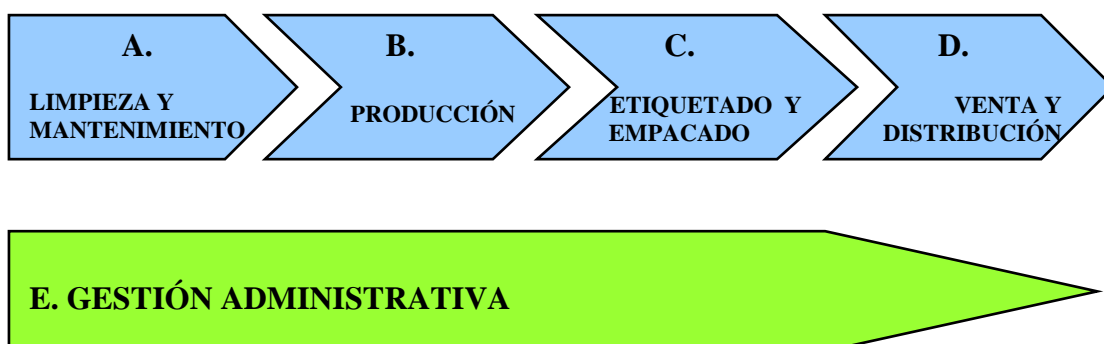 A.
LIMPIEZA Y
MANTENIMIENTO
B.
PRODUCCIÓN
C.
ETIQUETADO Y
EMPACADO
D.
VENTA Y
DISTRIBUCIÓN
E. GESTIÓN ADMINISTRATIVA